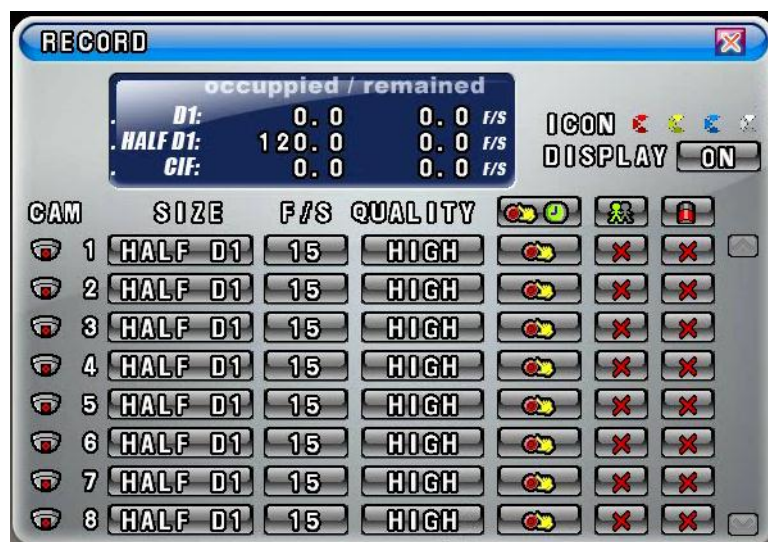 RECORD
occuppied / remained
. D1: 0.0 0.0 F/S
. HALF D1: 120.0 0.0 F/S
. CIF: 0.0 0.0 F/S
ICON
DISPLAY ON
CAM SIZE F/S QUALITY
1 HALF D1 15 HIGH
2 HALF D1 15 HIGH
3 HALF D1 15 HIGH
4 HALF D1 15 HIGH
5 HALF D1 15 HIGH
6 HALF D1 15 HIGH
7 HALF D1 15 HIGH
8 HALF D1 15 HIGH